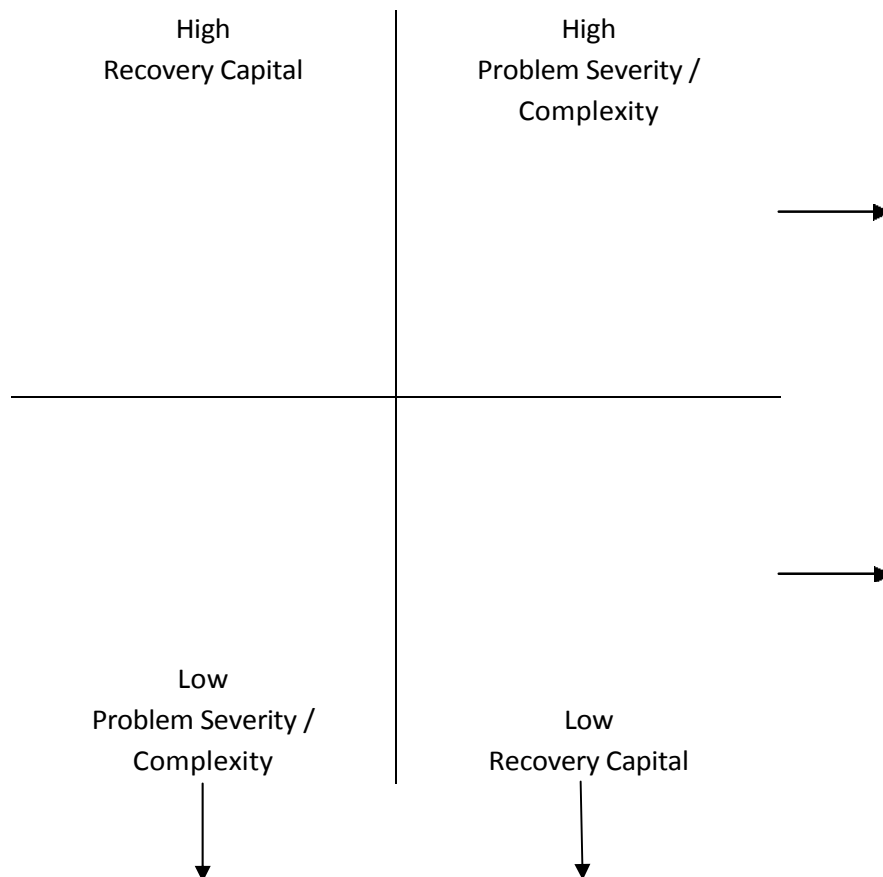 High
Recovery Capital
High
Problem Severity /
Complexity
Low
Problem Severity /
Complexity
Low
Recovery Capital